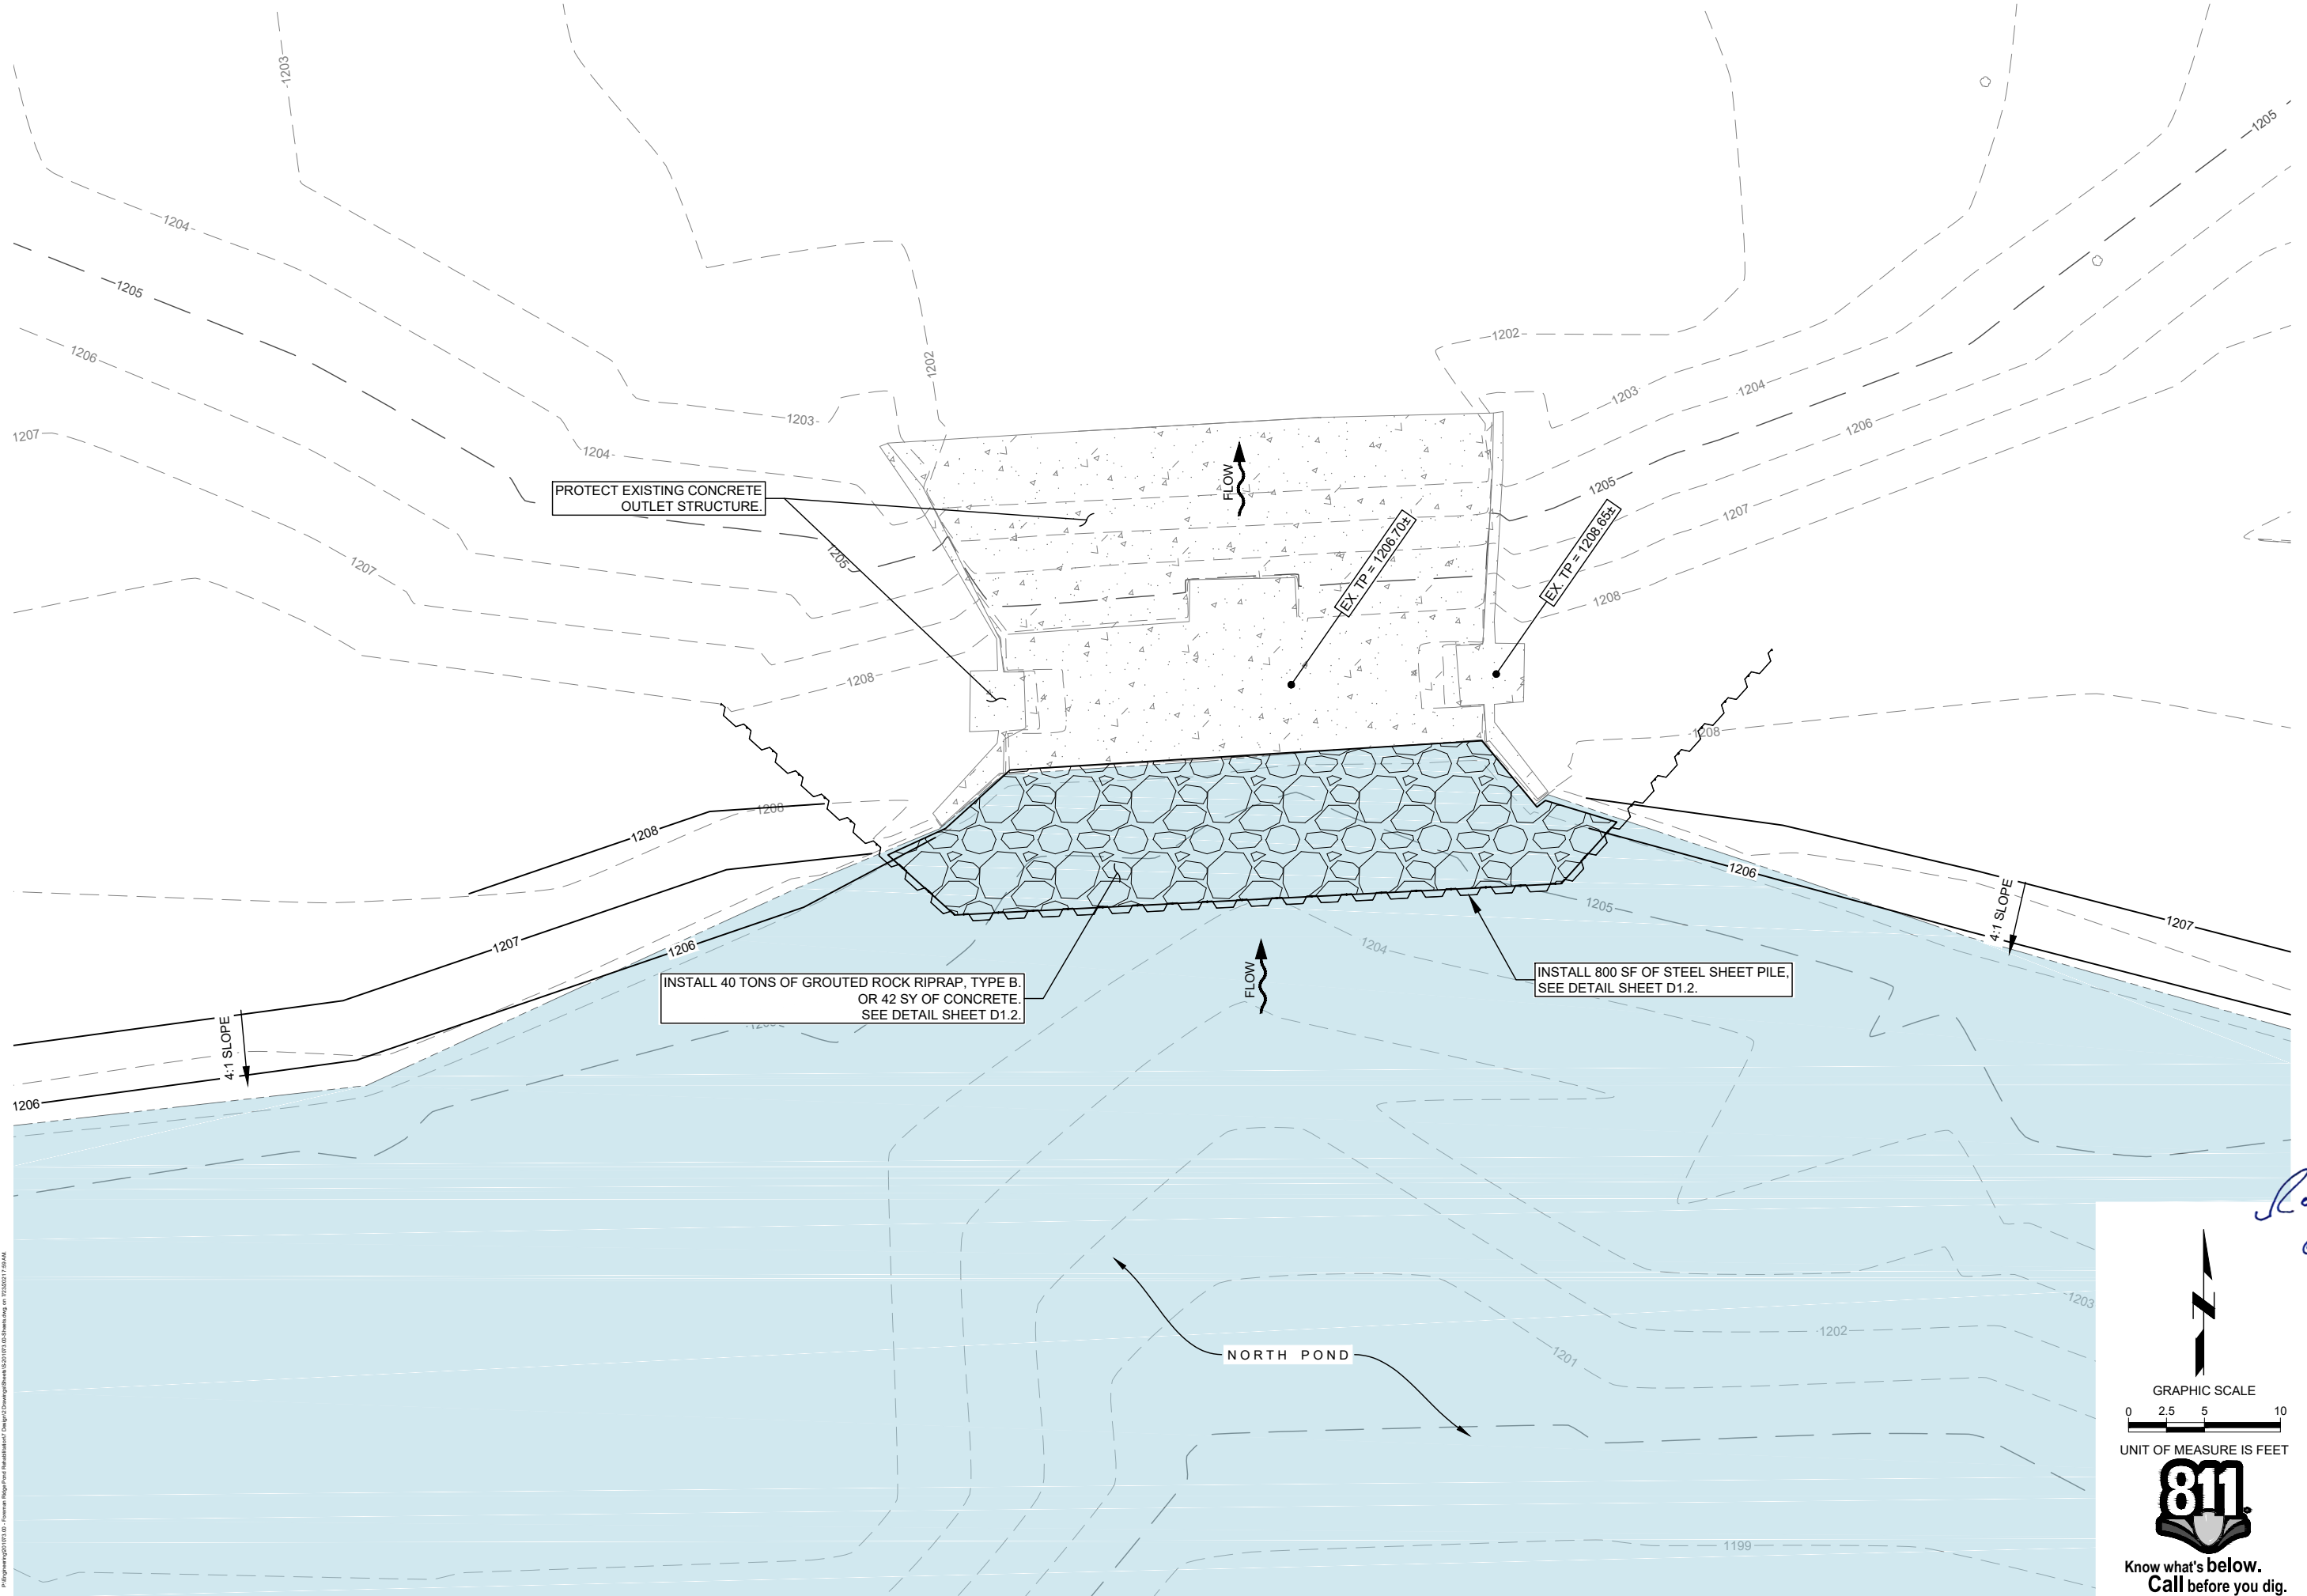 1203
1204
1205
1206
1207
1207
1204
1203
1202
1202
1203
1204
1205
1206
1205
1207
1208
PROTECT EXISTING CONCRETE
OUTLET STRUCTURE.
1205
FLOW
EX. TP = 1206.70±
EX. TP = 1208.65±
1208
1208
1208
1208
1207
1206
1206
1207
4:1 SLOPE
4:1 SLOPE
1206
INSTALL 40 TONS OF GROUTED ROCK RIPRAP, TYPE B.
OR 42 SY OF CONCRETE.
SEE DETAIL SHEET D1.2.
FLOW
1204
1205
INSTALL 800 SF OF STEEL SHEET PILE,
SEE DETAIL SHEET D1.2.
NORTH POND
1201
1202
1203
1199
N
GRAPHIC SCALE
0 2.5 5 10
UNIT OF MEASURE IS FEET
811
Know what's below.
Call before you dig.